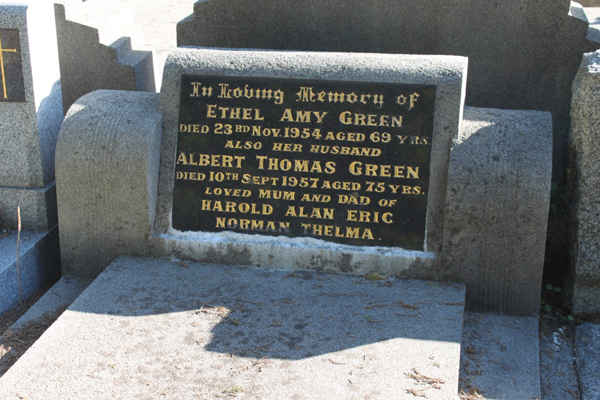 In Loving Memory of
ETHEL AMY GREEN
DIED 23RD NOV. 1954 AGED 69 YRS.
ALSO HER HUSBAND
ALBERT THOMAS GREEN
DIED 10TH SEPT 1957 AGED 75 YRS.
LOVED MUM AND DAD OF
HAROLD ALAN ERIC
NORMAN THELMA